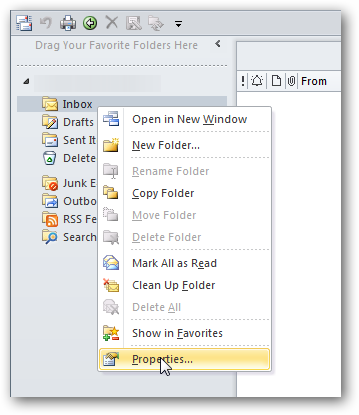 Drag Your Favorite Folders Here
! From
Inbox
Drafts
Sent It
Delete
Junk E
Outbo
RSS Fe
Search
Open in New Window
New Folder...
Rename Folder
Copy Folder
Move Folder
Delete Folder
Mark All as Read
Clean Up Folder
Delete All
Show in Favorites
Properties...